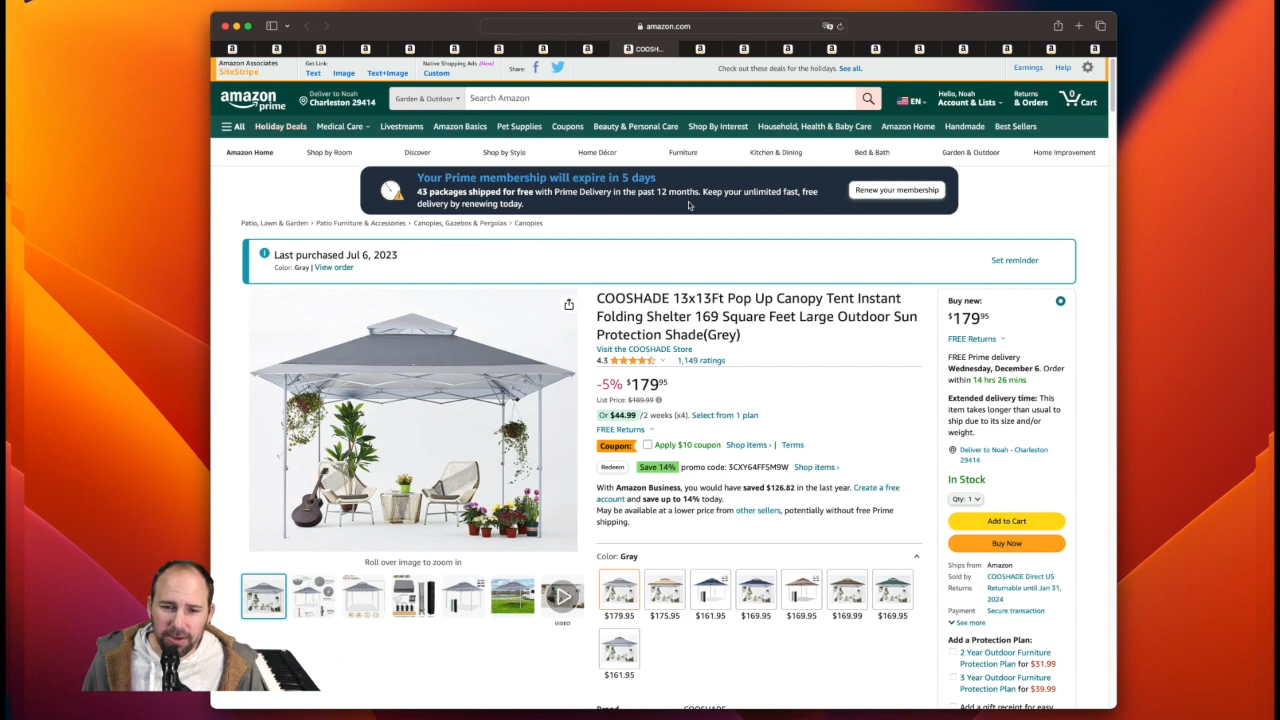 amazon.com
COOSH...
Amazon Associates
SiteStripe
Get Link:
Text Image Text+Image
Native Shopping Ads (New)
Custom
Share:
Check out these deals for the holidays. See all.
Earnings Help
amazon prime
Deliver to Noah
Charleston 29414
Garden & Outdoor
Search Amazon
EN
Hello, Noah
Account & Lists
Returns
& Orders
0
Cart
All Holiday Deals Medical Care Livestreams Amazon Basics Pet Supplies Coupons Beauty & Personal Care Shop By Interest Household, Health & Baby Care Amazon Home Handmade Best Sellers
Amazon Home Shop by Room Discover Shop by Style Home Décor Furniture Kitchen & Dining Bed & Bath Garden & Outdoor Home Improvement
Your Prime membership will expire in 5 days
43 packages shipped for free with Prime Delivery in the past 12 months. Keep your unlimited fast, free
delivery by renewing today.
Renew your membership
Patio, Lawn & Garden › Patio Furniture & Accessories › Canopies, Gazebos & Pergolas › Canopies
Last purchased Jul 6, 2023
Color: Gray | View order
Set reminder
COOSHADE 13x13Ft Pop Up Canopy Tent Instant
Folding Shelter 169 Square Feet Large Outdoor Sun
Protection Shade(Grey)
Visit the COOSHADE Store
4.3 1,149 ratings
-5% $179.95
List Price: $189.99
Or $44.99 /2 weeks (x4). Select from 1 plan
FREE Returns
Coupon: Apply $10 coupon Shop items › | Terms
Redeem Save 14% promo code: 3CXY64FFSM9W Shop items ›
With Amazon Business, you would have saved $126.82 in the last year. Create a free
account and save up to 14% today.
May be available at a lower price from other sellers, potentially without free Prime
shipping.
Color: Gray
$179.95 $175.95 $161.95 $169.95 $169.95 $169.99 $169.95
$161.95
Roll over image to zoom in
VIDEO
Buy new:
$179.95
FREE Returns
FREE Prime delivery
Wednesday, December 6. Order
within 14 hrs 26 mins
Extended delivery time: This
item takes longer than usual to
ship due to its size and/or
weight.
Deliver to Noah - Charleston
29414
In Stock
Qty: 1
Add to Cart
Buy Now
Ships from Amazon
Sold by COOSHADE Direct US
Returns Returnable until Jan 31,
2024
Payment Secure transaction
See more
Add a Protection Plan:
2 Year Outdoor Furniture
Protection Plan for $31.99
3 Year Outdoor Furniture
Protection Plan for $39.99
Add a gift receipt for easy
Brand COOSHADE